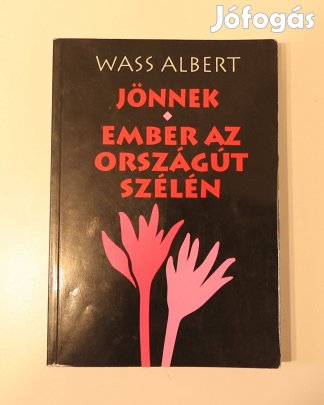 Jófogás
WASS ALBERT
JÖNNEK
EMBER AZ
ORSZÁGÚT
SZÉLÉN